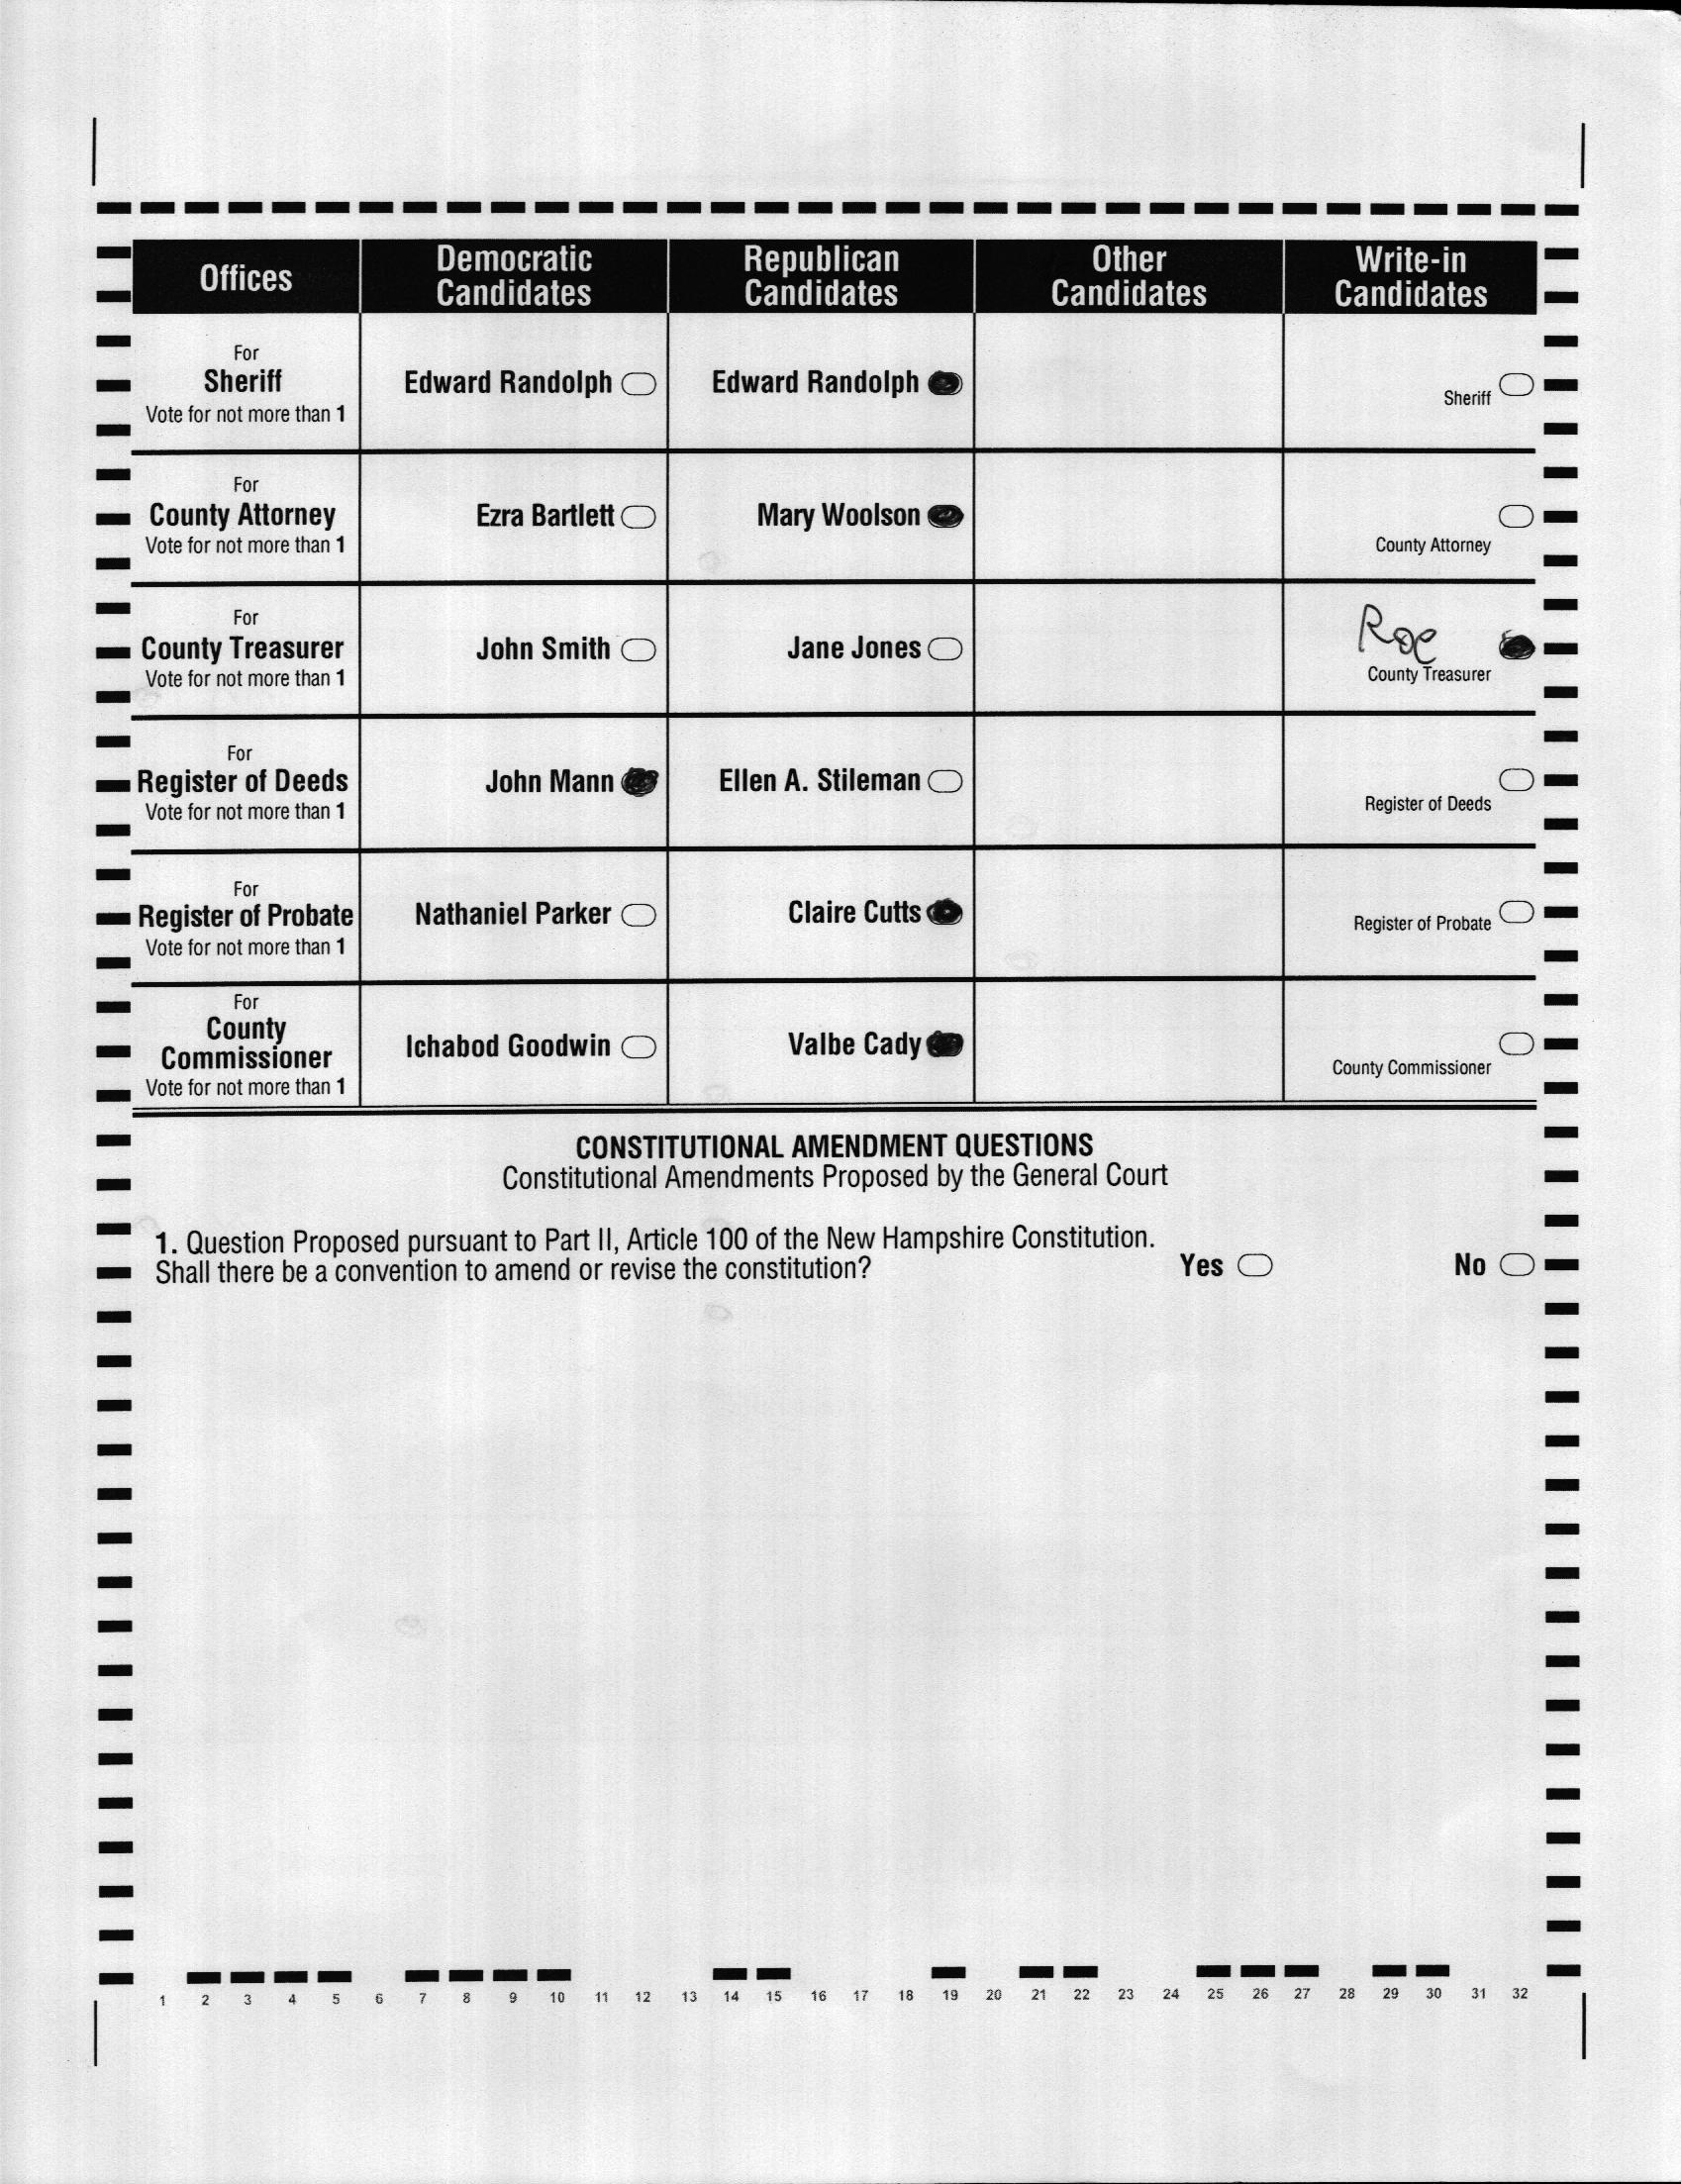 Offices
Democratic Candidates
Republican Candidates
Other Candidates
Write-in Candidates
For
Sheriff
Vote for not more than 1
Edward Randolph
Edward Randolph
Sheriff
For
County Attorney
Vote for not more than 1
Ezra Bartlett
Mary Woolson
County Attorney
For
County Treasurer
Vote for not more than 1
John Smith
Jane Jones
Roe
County Treasurer
For
Register of Deeds
Vote for not more than 1
John Mann
Ellen A. Stileman
Register of Deeds
For
Register of Probate
Vote for not more than 1
Nathaniel Parker
Claire Cutts
Register of Probate
For
County
Commissioner
Vote for not more than 1
Ichabod Goodwin
Valbe Cady
County Commissioner
CONSTITUTIONAL AMENDMENT QUESTIONS
Constitutional Amendments Proposed by the General Court
1. Question Proposed pursuant to Part II, Article 100 of the New Hampshire Constitution.
Shall there be a convention to amend or revise the constitution?
Yes
No
1 2 3 4 5 6 7 8 9 10 11 12 13 14 15 16 17 18 19 20 21 22 23 24 25 26 27 28 29 30 31 32